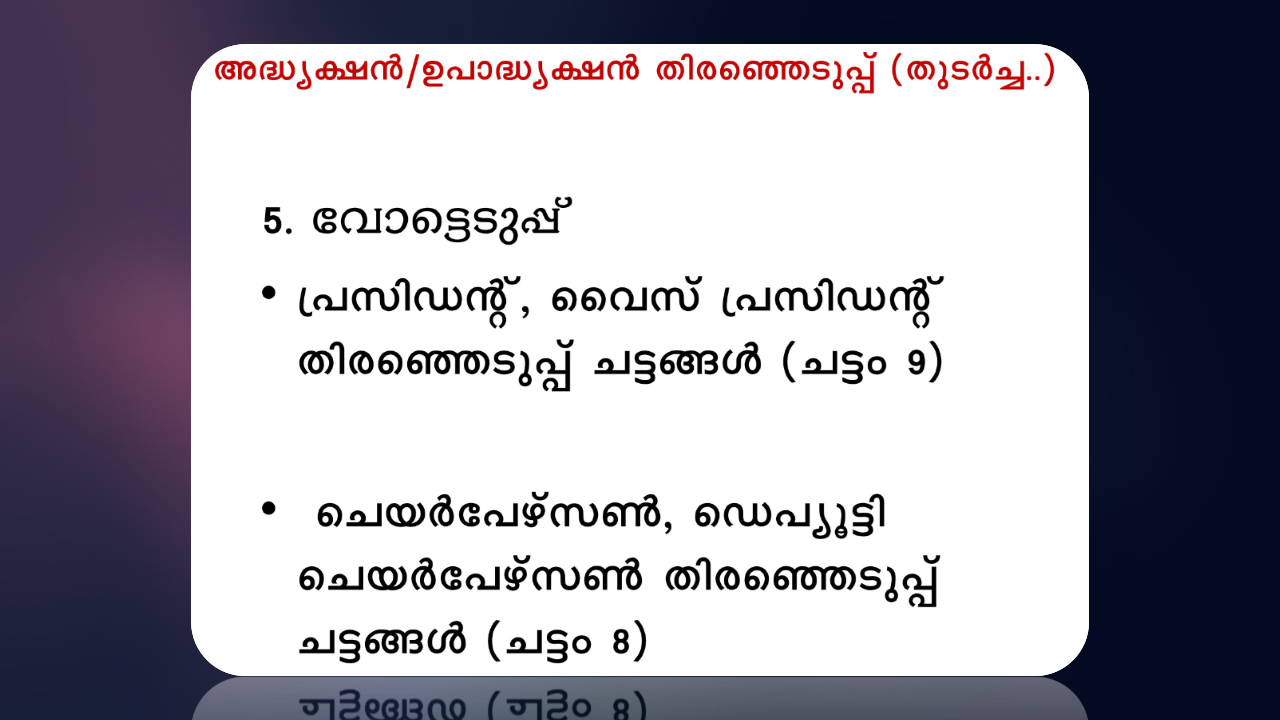 അദ്ധ്യക്ഷൻ/ഉപാദ്ധ്യക്ഷൻ തിരഞ്ഞെടുപ്പ് (തുടർച്ച..)
5. വോട്ടെടുപ്പ്
• പ്രസിഡന്റ്, വൈസ് പ്രസിഡന്റ്
തിരഞ്ഞെടുപ്പ് ചട്ടങ്ങൾ (ചട്ടം 9)
• ചെയർപേഴ്സൺ, ഡെപ്യൂട്ടി
ചെയർപേഴ്സൺ തിരഞ്ഞെടുപ്പ്
ചട്ടങ്ങൾ (ചട്ടം 8)